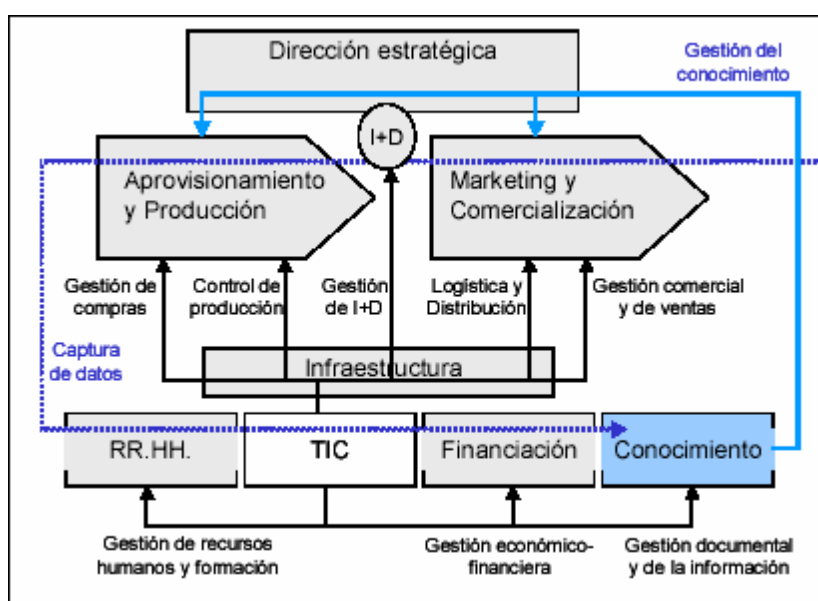 Dirección estratégica
Gestión del
conocimiento
I+D
Aprovisionamiento
y Producción
Marketing y
Comercialización
Gestión de
compras
Control de
producción
Gestión
de I+D
Logística y
Distribución
Gestión comercial
y de ventas
Captura
de datos
Infraestructura
RR.HH.
TIC
Financiación
Conocimiento
Gestión de recursos
humanos y formación
Gestión económico-
financiera
Gestión documental
y de la información